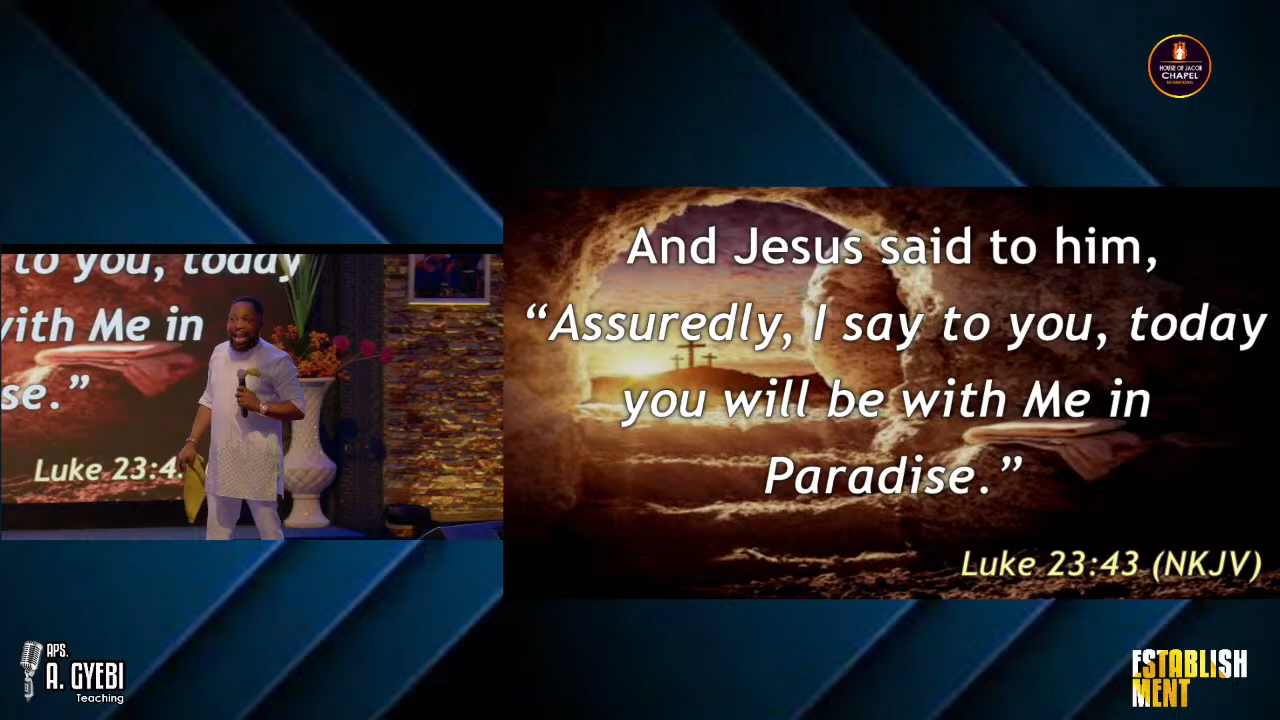 HOUSE OF JACOB
CHAPEL
INTERNATIONAL
to you, today
with Me in
se.”
Luke 23:4
And Jesus said to him,
“Assuredly, I say to you, today
you will be with Me in
Paradise.”
Luke 23:43 (NKJV)
APS.
A. GYEBI
Teaching
ESTABLISH
MENT